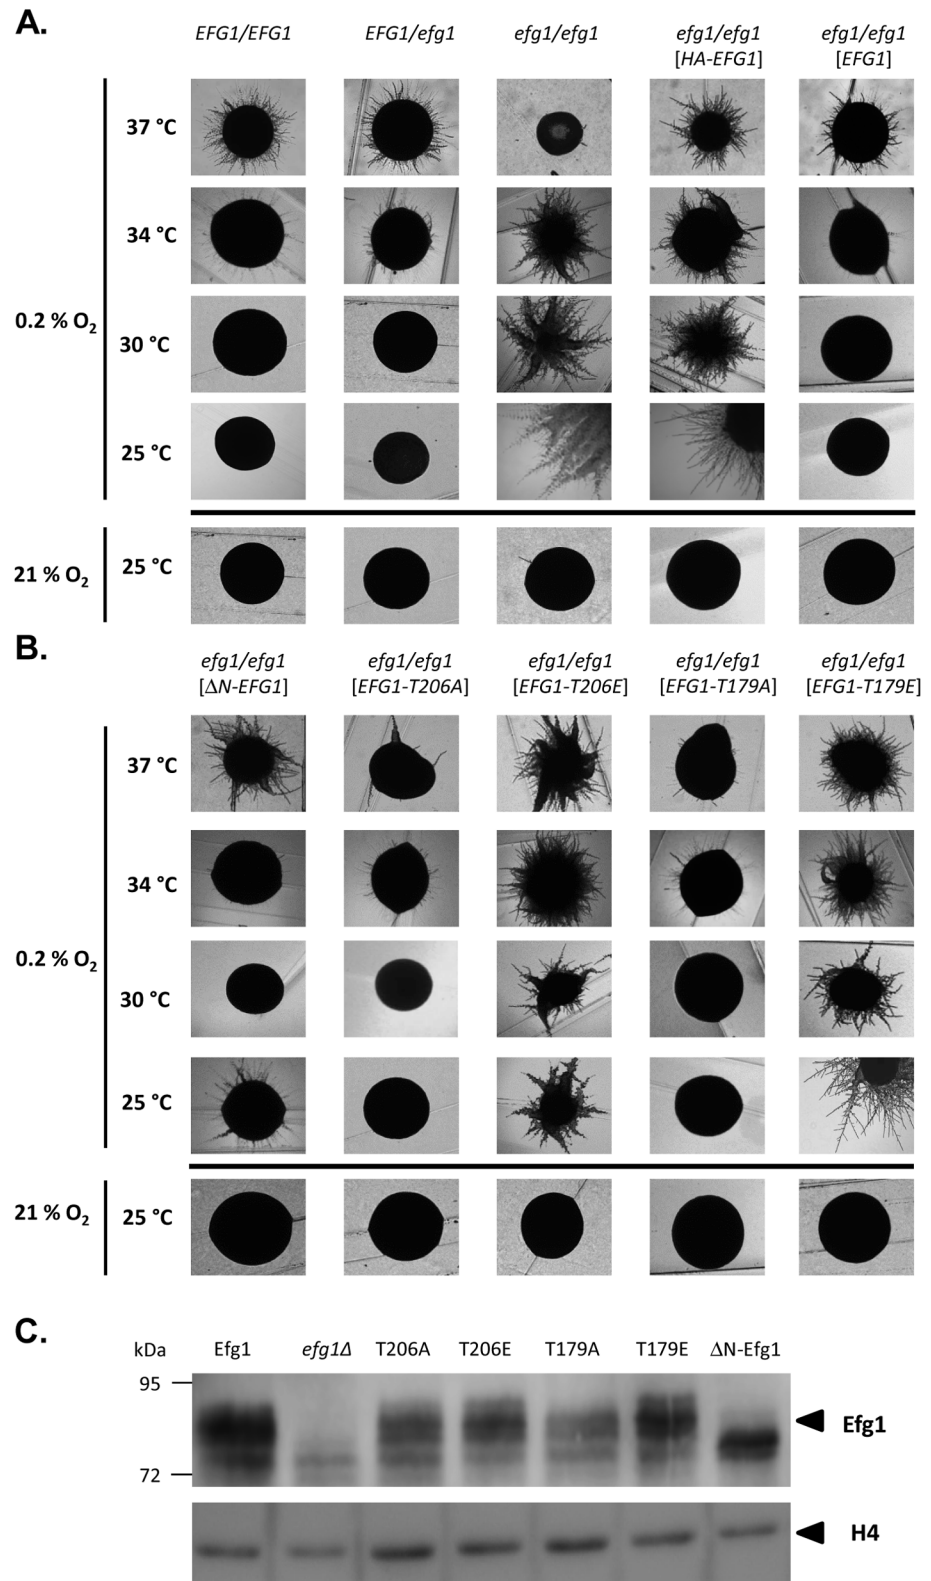 A.
EFG1/EFG1 EFG1/efg1 efg1/efg1 efg1/efg1 efg1/efg1
[HA-EFG1] [EFG1]
37 °C
34 °C
0.2 % O2
30 °C
25 °C
21 % O2 25 °C
B.
efg1/efg1 efg1/efg1 efg1/efg1 efg1/efg1 efg1/efg1
[ΔN-EFG1] [EFG1-T206A] [EFG1-T206E] [EFG1-T179A] [EFG1-T179E]
37 °C
34 °C
0.2 % O2
30 °C
25 °C
21 % O2 25 °C
C.
kDa Efg1 efg1Δ T206A T206E T179A T179E ΔN-Efg1
95
Efg1
72
H4